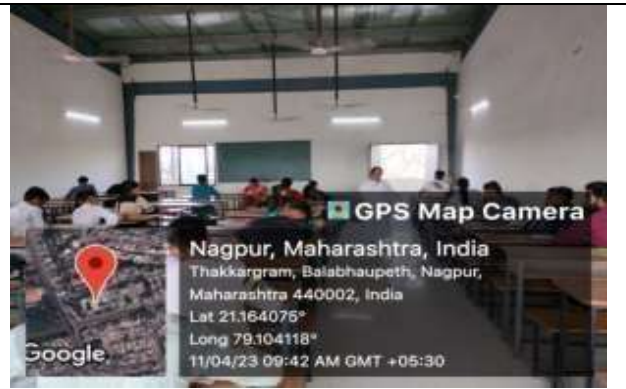 GPS Map Camera
Nagpur, Maharashtra, India
Thakkargram, Balabhaupeth, Nagpur,
Maharashtra 440002, India
Lat 21.164075°
Long 79.104118°
11/04/23 09:42 AM GMT +05:30
Google